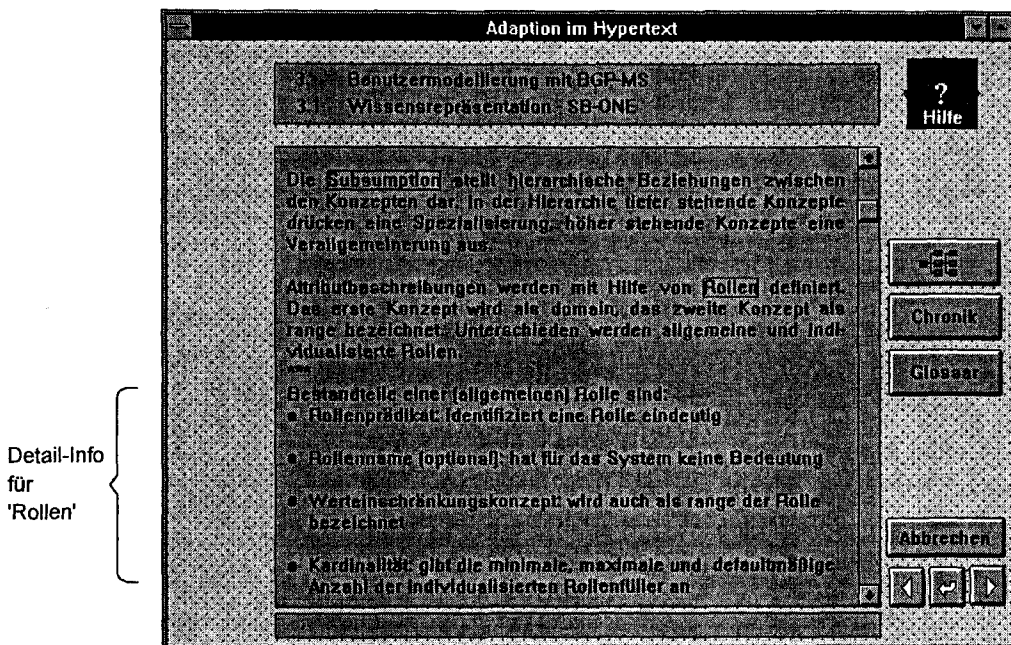 Adaption im Hypertext
Benutzermodellierung mit BGP-MS
3.1. Wissensrepräsentation - SB-ONE
?
Hilfe
Die Subsumption stellt hierarchische Beziehungen zwischen
den Konzepten dar. In der Hierarchie tiefer stehende Konzepte
drücken eine Spezialisierung, höher stehende Konzepte eine
Verallgemeinerung aus.
Attributbeschreibungen werden mit Hilfe von Rollen definiert.
Das erste Konzept wird als domain, das zweite Konzept als
range bezeichnet. Unterschieden werden allgemeine und indi-
vidualisierte Rollen.
Bestandteile einer (allgemeinen) Rolle sind:
• Rollenprädikat: identifiziert eine Rolle eindeutig
• Rollenname (optional): hat für das System keine Bedeutung
• Werteinschränkungskonzept: wird auch als range der Rolle
bezeichnet
• Kardinalität: gibt die minimale, maximale und defaultmäßige
Anzahl der individualisierten Rollenfüller an
Chronik
Glossar
Abbrechen
Detail-Info
für
'Rollen'